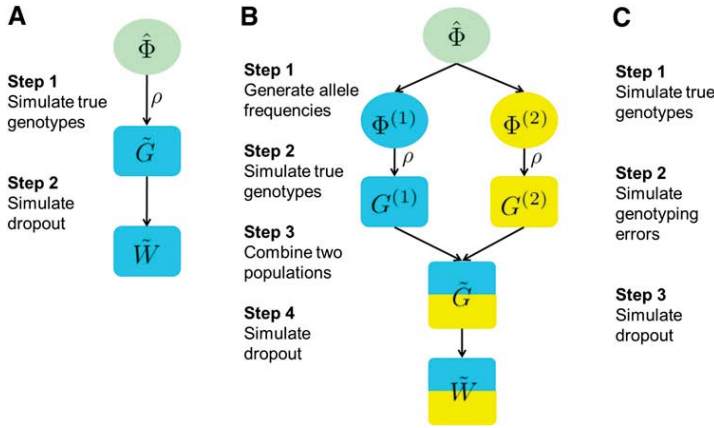 A
Φ̂
Step 1
Simulate true
genotypes
ρ
G̃
Step 2
Simulate
dropout
W̃
B
Φ̂
Step 1
Generate allele
frequencies
Φ(1) Φ(2)
Step 2
Simulate true
genotypes
ρ ρ
G(1) G(2)
Step 3
Combine two
populations
G̃
Step 4
Simulate
dropout
W̃
C
Step 1
Simulate true
genotypes
Step 2
Simulate
genotyping
errors
Step 3
Simulate
dropout